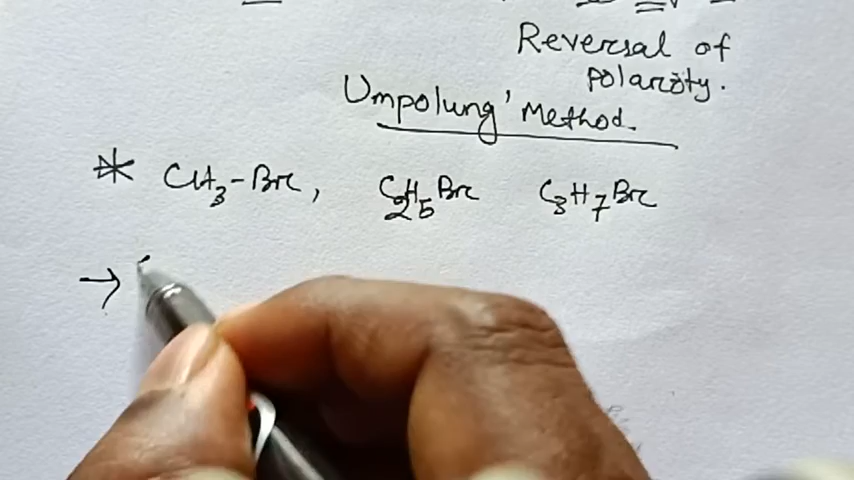 Reversal of
polarity.
Umpolung' Method.
* CH3-Br, C2H5Br C3H7Br
→